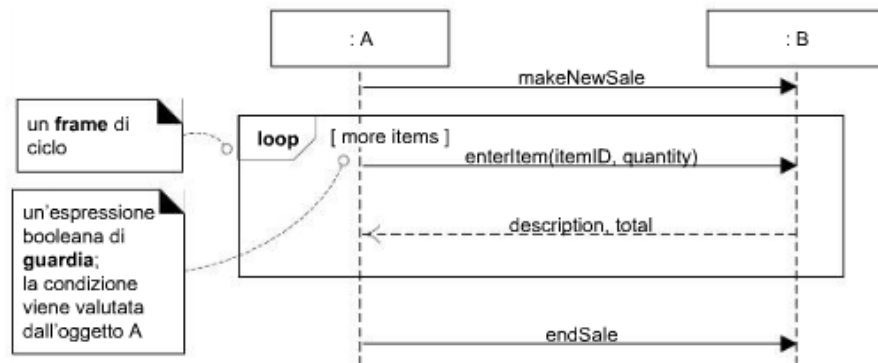 : A
: B
makeNewSale
un frame di
ciclo
loop
[ more items ]
enterItem(itemID, quantity)
un'espressione
booleana di
guardia;
la condizione
viene valutata
dall'oggetto A
description, total
endSale